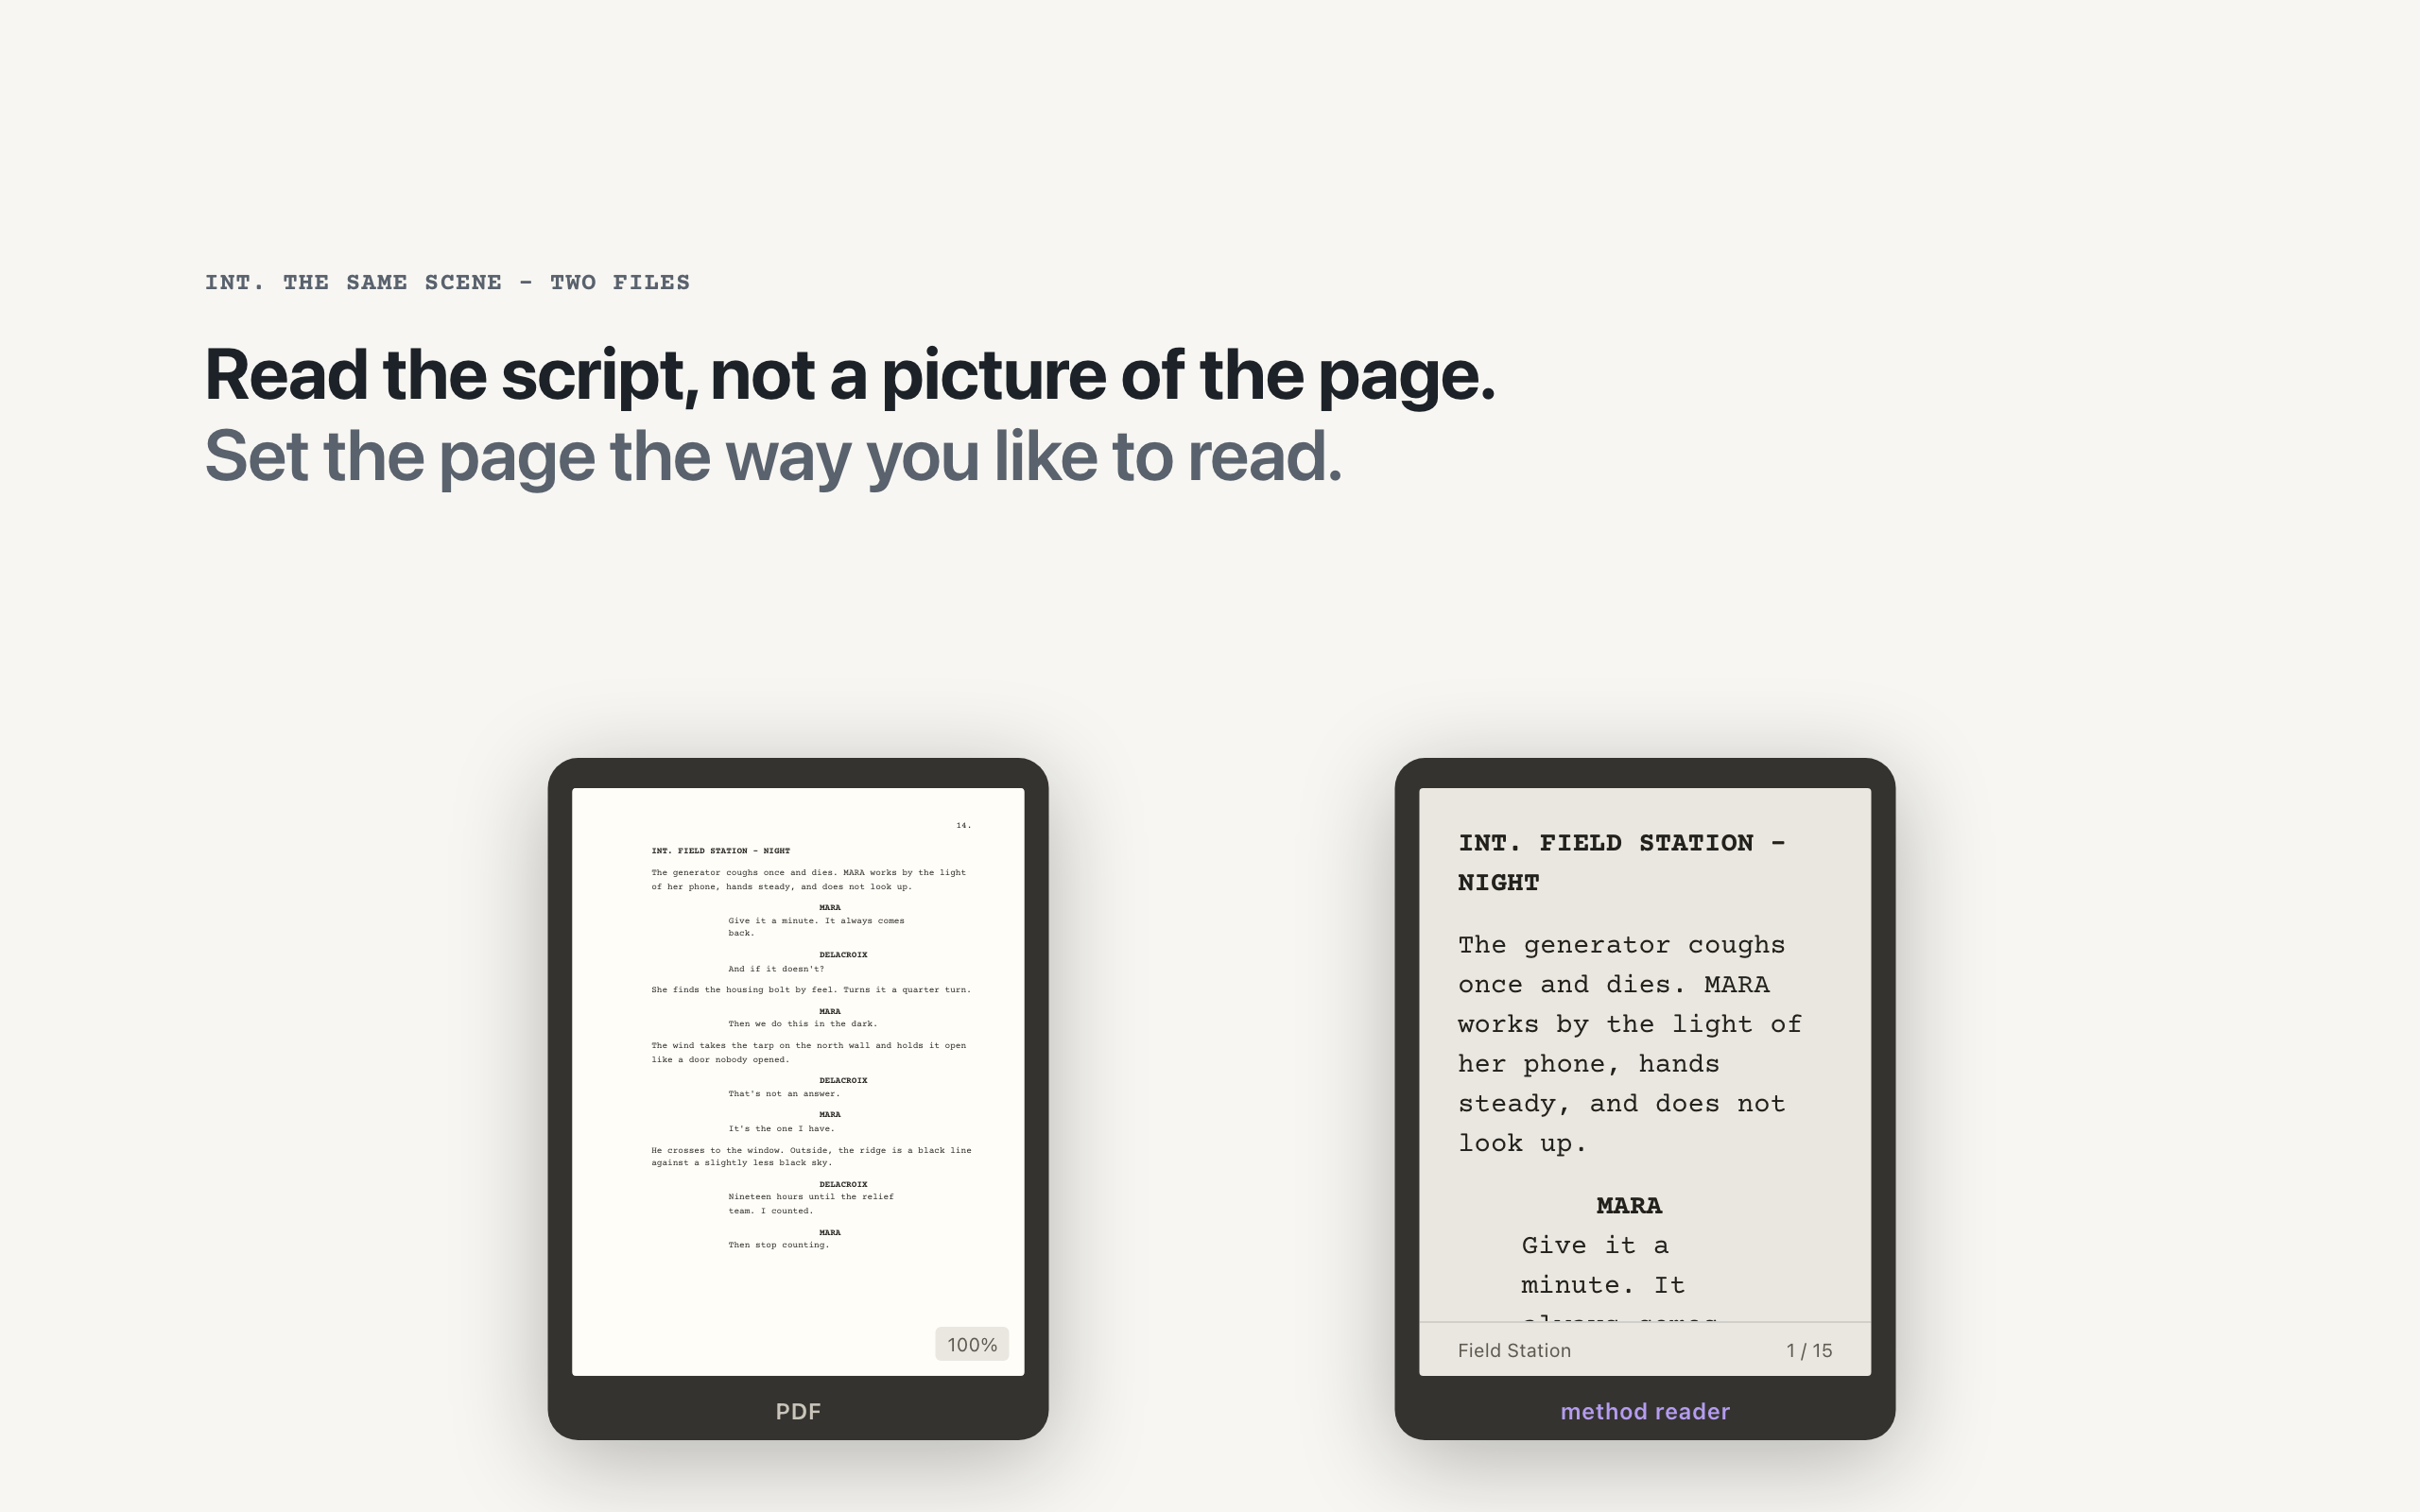 INT. THE SAME SCENE – TWO FILES
Read the script, not a picture of the page.
Set the page the way you like to read.
14.
INT. FIELD STATION – NIGHT
The generator coughs once and dies. MARA works by the light
of her phone, hands steady, and does not look up.
MARA
Give it a minute. It always comes
back.
DELACROIX
And if it doesn't?
She finds the housing bolt by feel. Turns it a quarter turn.
MARA
Then we do this in the dark.
The wind takes the tarp on the north wall and holds it open
like a door nobody opened.
DELACROIX
That's not an answer.
MARA
It's the one I have.
He crosses to the window. Outside, the ridge is a black line
against a slightly less black sky.
DELACROIX
Nineteen hours until the relief
team. I counted.
MARA
Then stop counting.
100%
PDF
INT. FIELD STATION –
NIGHT
The generator coughs
once and dies. MARA
works by the light of
her phone, hands
steady, and does not
look up.
MARA
Give it a
minute. It
always comes
Field Station
1 / 15
method reader